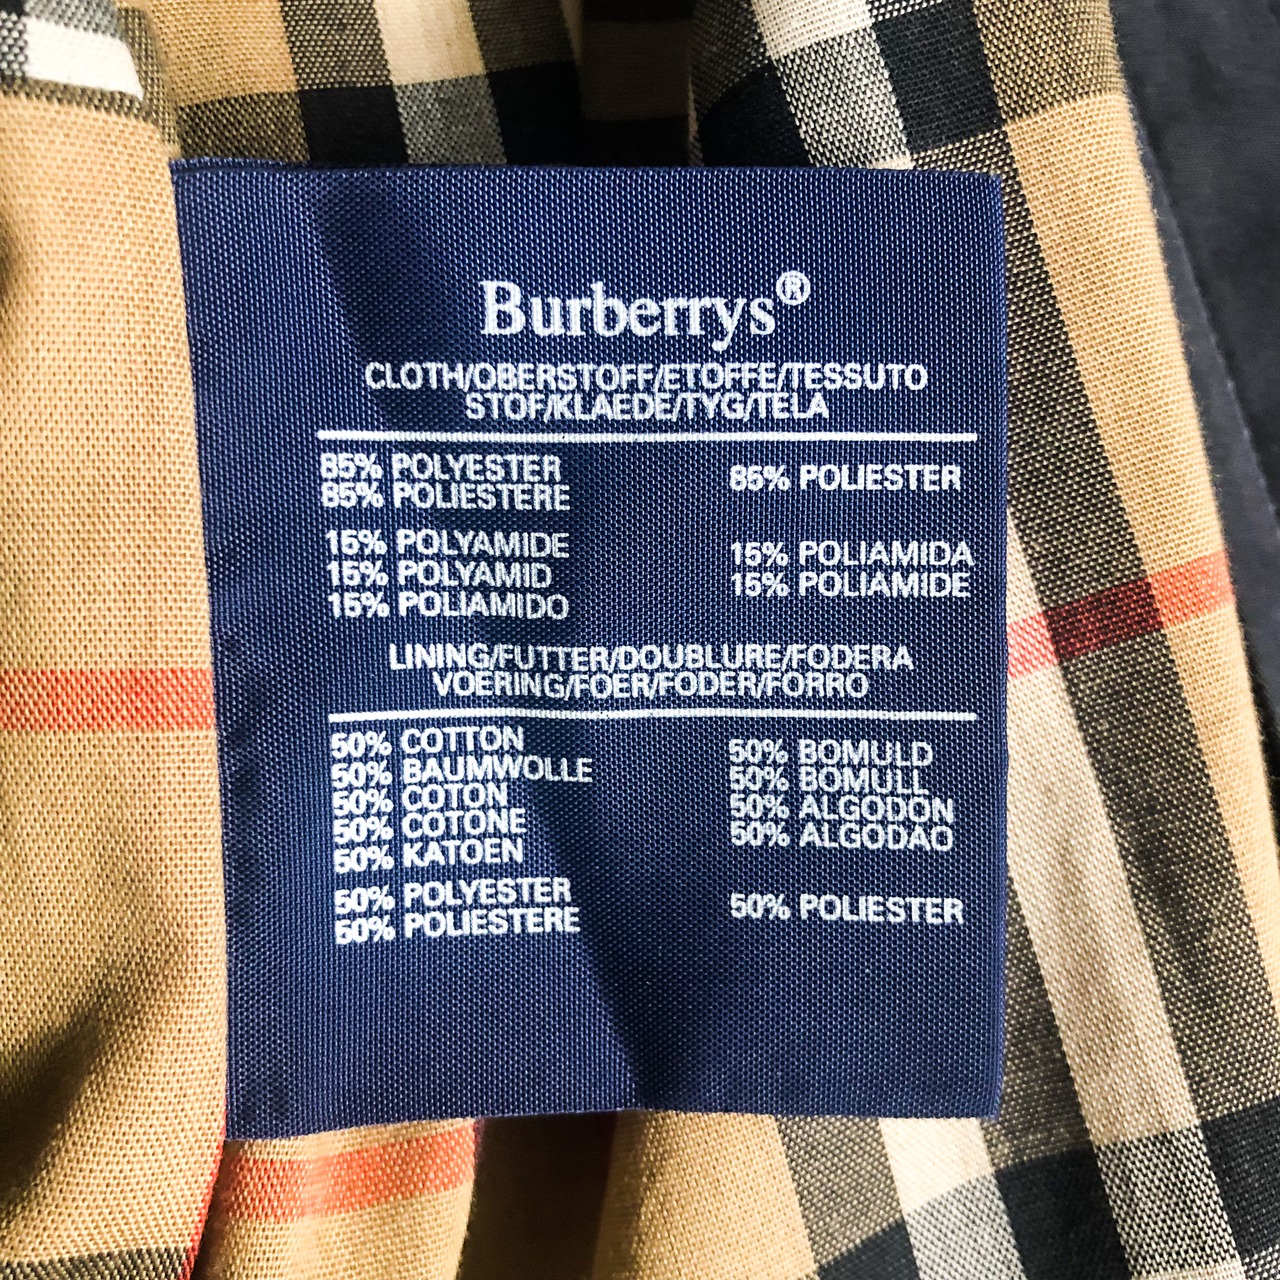 Burberrys®
CLOTH/OBERSTOFF/ETOFFE/TESSUTO
STOF/KLAEDE/TYG/TELA
85% POLYESTER
85% POLIESTERE
85% POLIESTER
15% POLYAMIDE
15% POLYAMID
15% POLIAMIDO
15% POLIAMIDA
15% POLIAMIDE
LINING/FUTTER/DOUBLURE/FODERA
VOERING/FOER/FODER/FORRO
50% COTTON
50% BAUMWOLLE
50% COTON
50% COTONE
50% KATOEN
50% BOMULD
50% BOMULL
50% ALGODON
50% ALGODAO
50% POLYESTER
50% POLIESTERE
50% POLIESTER